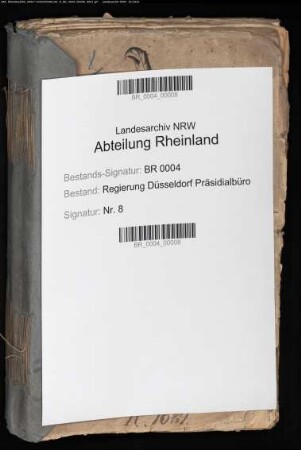 BR_0004_00008
Landesarchiv NRW
Abteilung Rheinland
Bestands-Signatur: BR 0004
Bestand: Regierung Düsseldorf Präsidialbüro
Signatur: Nr. 8
BR_0004_00008